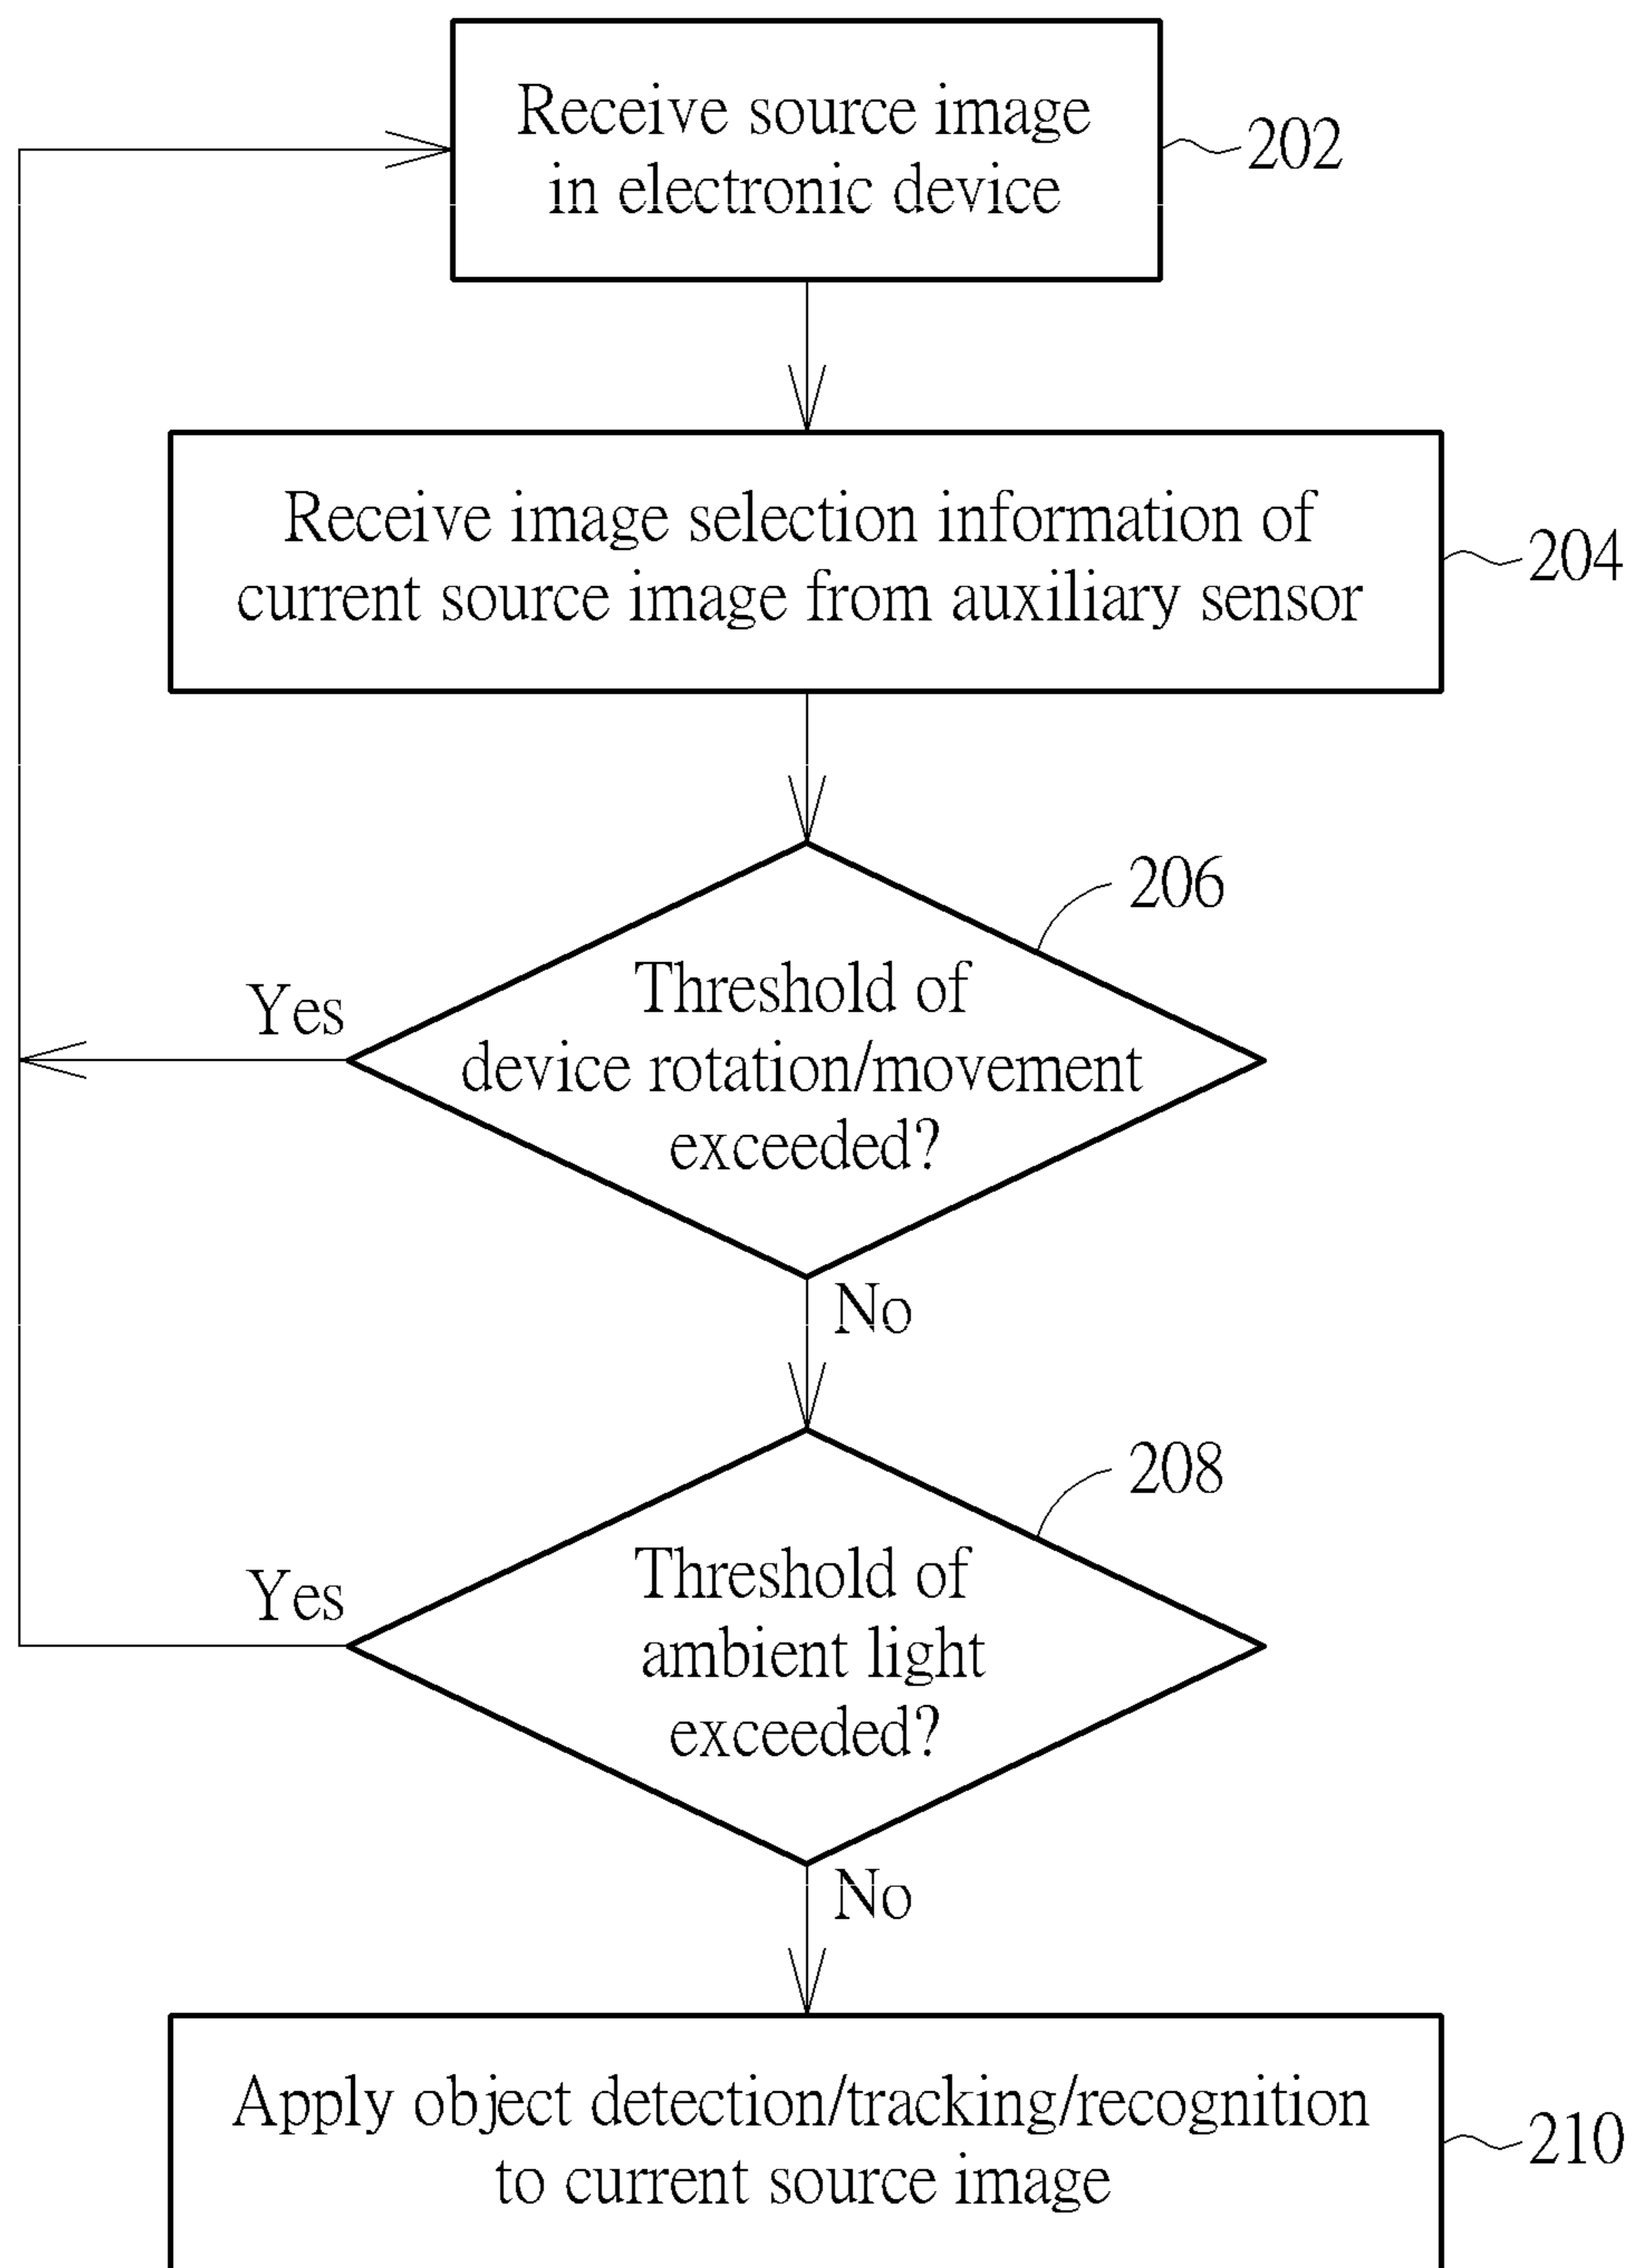 Receive source image
in electronic device
202
Receive image selection information of
current source image from auxiliary sensor
204
206
Threshold of
device rotation/movement
exceeded?
Yes
No
208
Threshold of
ambient light
exceeded?
Yes
No
Apply object detection/tracking/recognition
to current source image
210